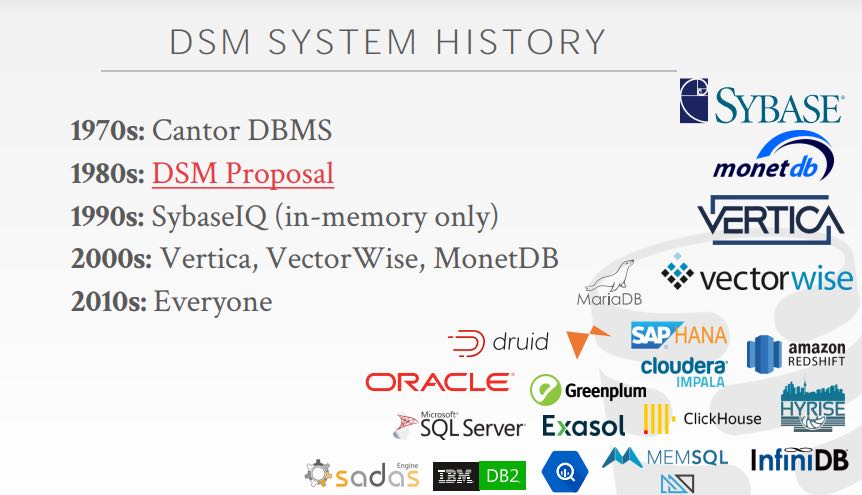 DSM SYSTEM HISTORY
1970s: Cantor DBMS
1980s: DSM Proposal
1990s: SybaseIQ (in-memory only)
2000s: Vertica, VectorWise, MonetDB
2010s: Everyone
SYBASE®
monetdb
VERTICA
MariaDB
vectorwise
druid
SAP HANA
cloudera
IMPALA
amazon
REDSHIFT
ORACLE®
Greenplum
HYRISE
Microsoft®
SQL Server®
Exasol
ClickHouse
sadas
Engine
IBM DB2
MEMSQL
InfiniDB